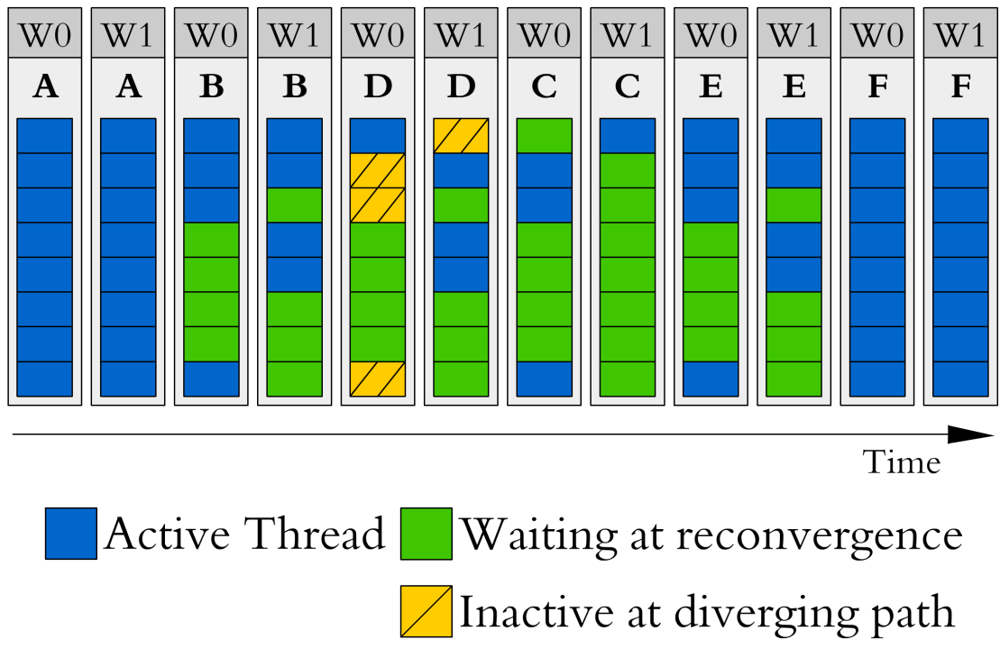 W0 W1 W0 W1 W0 W1 W0 W1 W0 W1 W0 W1
A A B B D D C C E E F F
Time
Active Thread Waiting at reconvergence
Inactive at diverging path